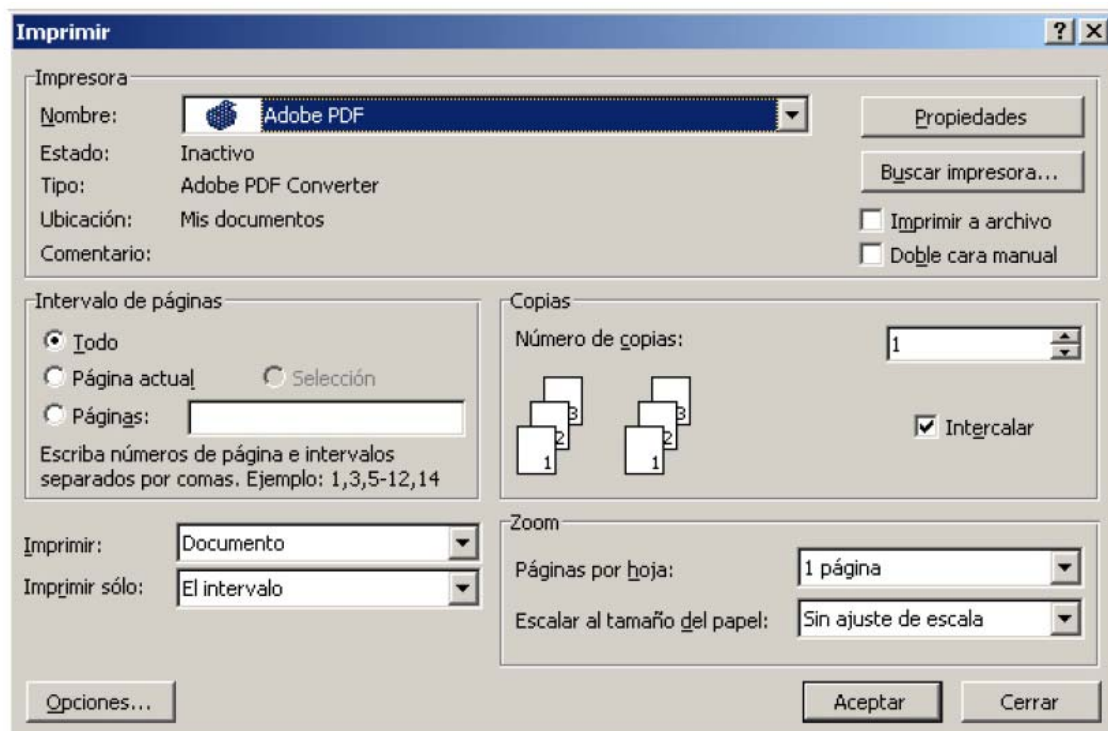 Imprimir
Impresora
Nombre: Adobe PDF Propiedades
Estado: Inactivo
Tipo: Adobe PDF Converter Buscar impresora...
Ubicación: Mis documentos Imprimir a archivo
Comentario: Doble cara manual
Intervalo de páginas
Todo
Página actual Selección
Páginas:
Escriba números de página e intervalos
separados por comas. Ejemplo: 1,3,5-12,14
Copias
Número de copias: 1
3 3
2 2
1 1
Intercalar
Imprimir: Documento
Imprimir sólo: El intervalo
Zoom
Páginas por hoja: 1 página
Escalar al tamaño del papel: Sin ajuste de escala
Opciones... Aceptar Cerrar